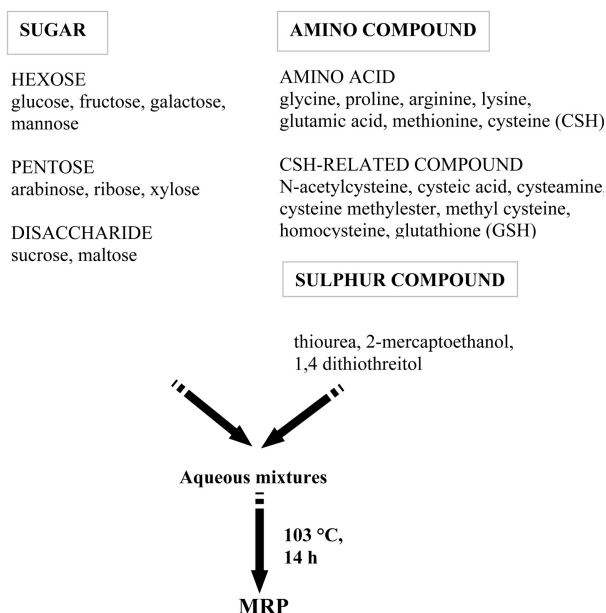 SUGAR
HEXOSE
glucose, fructose, galactose,
mannose
PENTOSE
arabinose, ribose, xylose
DISACCHARIDE
sucrose, maltose
AMINO COMPOUND
AMINO ACID
glycine, proline, arginine, lysine,
glutamic acid, methionine, cysteine (CSH)
CSH-RELATED COMPOUND
N-acetylcysteine, cysteic acid, cysteamine,
cysteine methylester, methyl cysteine,
homocysteine, glutathione (GSH)
SULPHUR COMPOUND
thiourea, 2-mercaptoethanol,
1,4 dithiothreitol
Aqueous mixtures
103 °C,
14 h
MRP